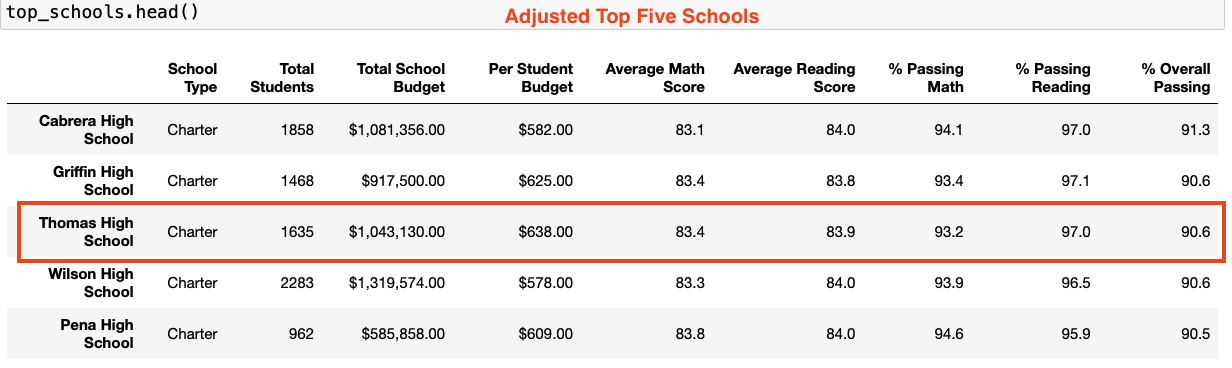 top_schools.head()
Adjusted Top Five Schools
School Type Total Students Total School Budget Per Student Budget Average Math Score Average Reading Score % Passing Math % Passing Reading % Overall Passing
Cabrera High School Charter 1858 $1,081,356.00 $582.00 83.1 84.0 94.1 97.0 91.3
Griffin High School Charter 1468 $917,500.00 $625.00 83.4 83.8 93.4 97.1 90.6
Thomas High School Charter 1635 $1,043,130.00 $638.00 83.4 83.9 93.2 97.0 90.6
Wilson High School Charter 2283 $1,319,574.00 $578.00 83.3 84.0 93.9 96.5 90.6
Pena High School Charter 962 $585,858.00 $609.00 83.8 84.0 94.6 95.9 90.5